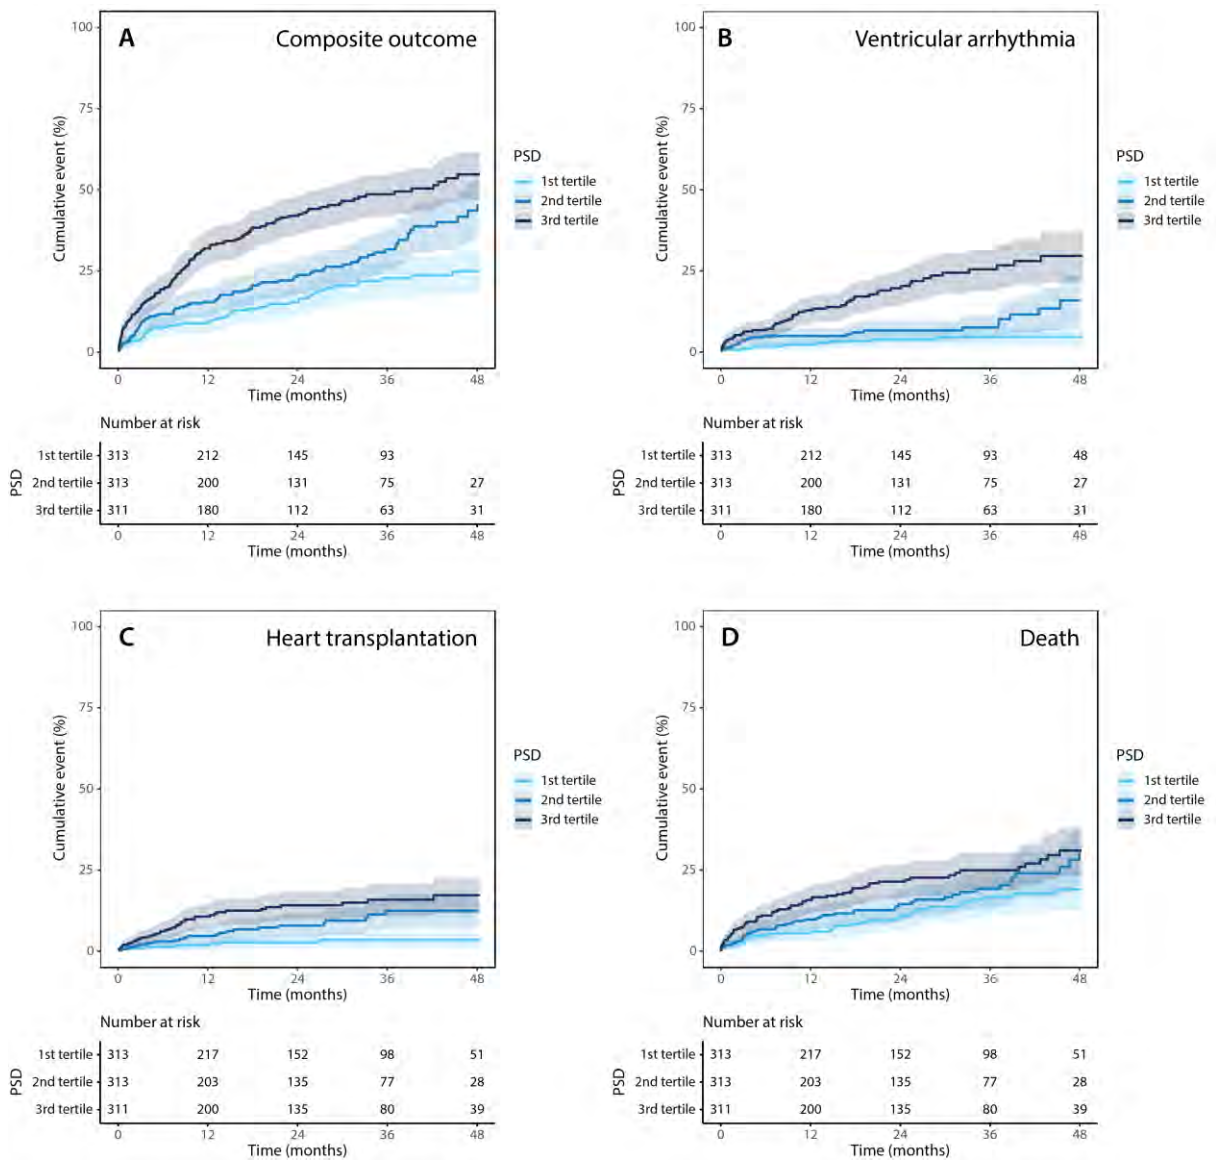 A Composite outcome
Cumulative event (%)
100
75
50
25
0
0 12 24 36 48
Time (months)
PSD
1st tertile
2nd tertile
3rd tertile
Number at risk
PSD
1st tertile 313 212 145 93
2nd tertile 313 200 131 75 27
3rd tertile 311 180 112 63 31
0 12 24 36 48
Time (months)
B Ventricular arrhythmia
Cumulative event (%)
100
75
50
25
0
0 12 24 36 48
Time (months)
PSD
1st tertile
2nd tertile
3rd tertile
Number at risk
PSD
1st tertile 313 212 145 93 48
2nd tertile 313 200 131 75 27
3rd tertile 311 180 112 63 31
0 12 24 36 48
Time (months)
C Heart transplantation
Cumulative event (%)
100
75
50
25
0
0 12 24 36 48
Time (months)
PSD
1st tertile
2nd tertile
3rd tertile
Number at risk
PSD
1st tertile 313 217 152 98 51
2nd tertile 313 203 135 77 28
3rd tertile 311 200 135 80 39
0 12 24 36 48
Time (months)
D Death
Cumulative event (%)
100
75
50
25
0
0 12 24 36 48
Time (months)
PSD
1st tertile
2nd tertile
3rd tertile
Number at risk
PSD
1st tertile 313 217 152 98 51
2nd tertile 313 203 135 77 28
3rd tertile 311 200 135 80 39
0 12 24 36 48
Time (months)